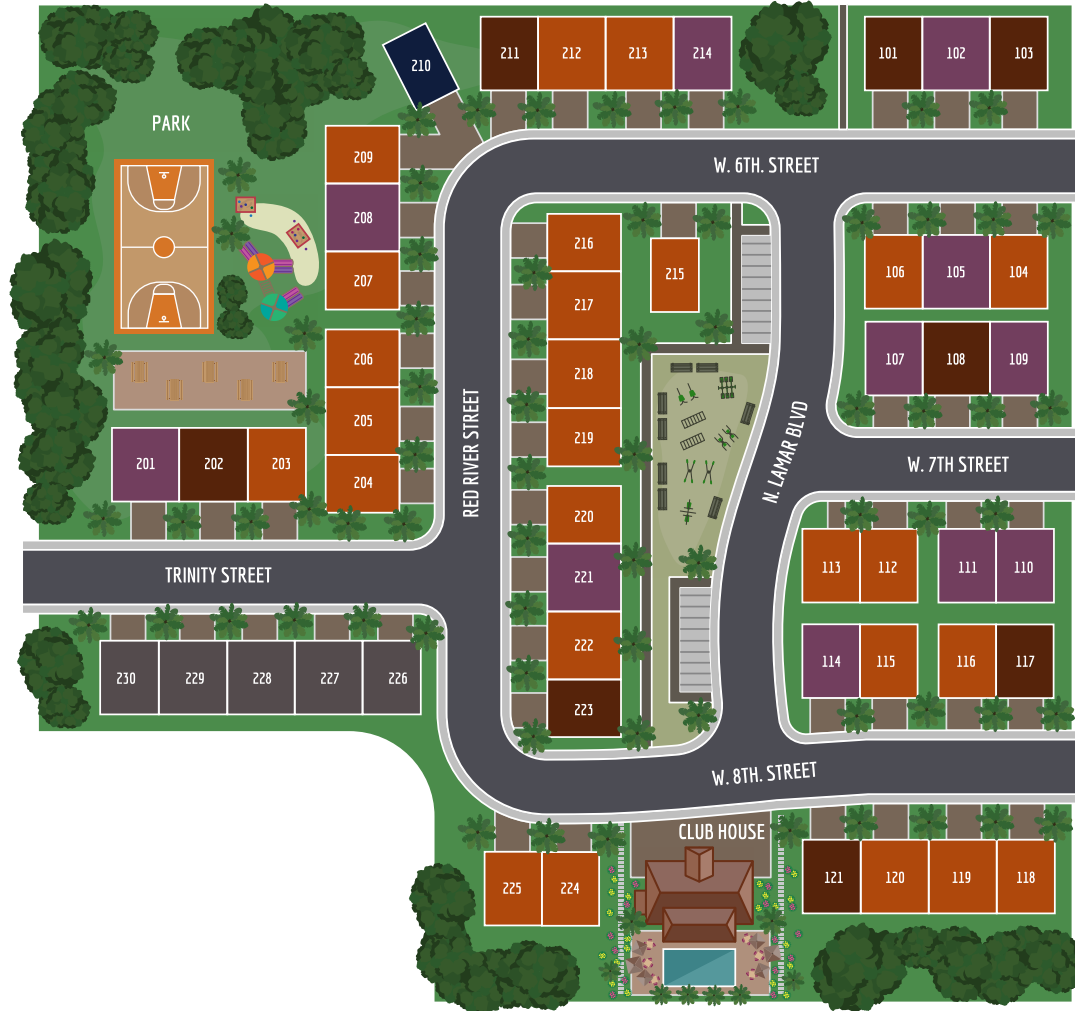 210
211 212 213 214
101 102 103
PARK
209
W. 6TH. STREET
208
216
215
106 105 104
207
217
206
218
107 108 109
205
RED RIVER STREET
219
N. LAMAR BLVD
201 202 203
204
W. 7TH STREET
220
TRINITY STREET
221
113 112
111 110
222
114 115
116 117
230 229 228 227 226
223
W. 8TH. STREET
CLUB HOUSE
225 224
121 120 119 118